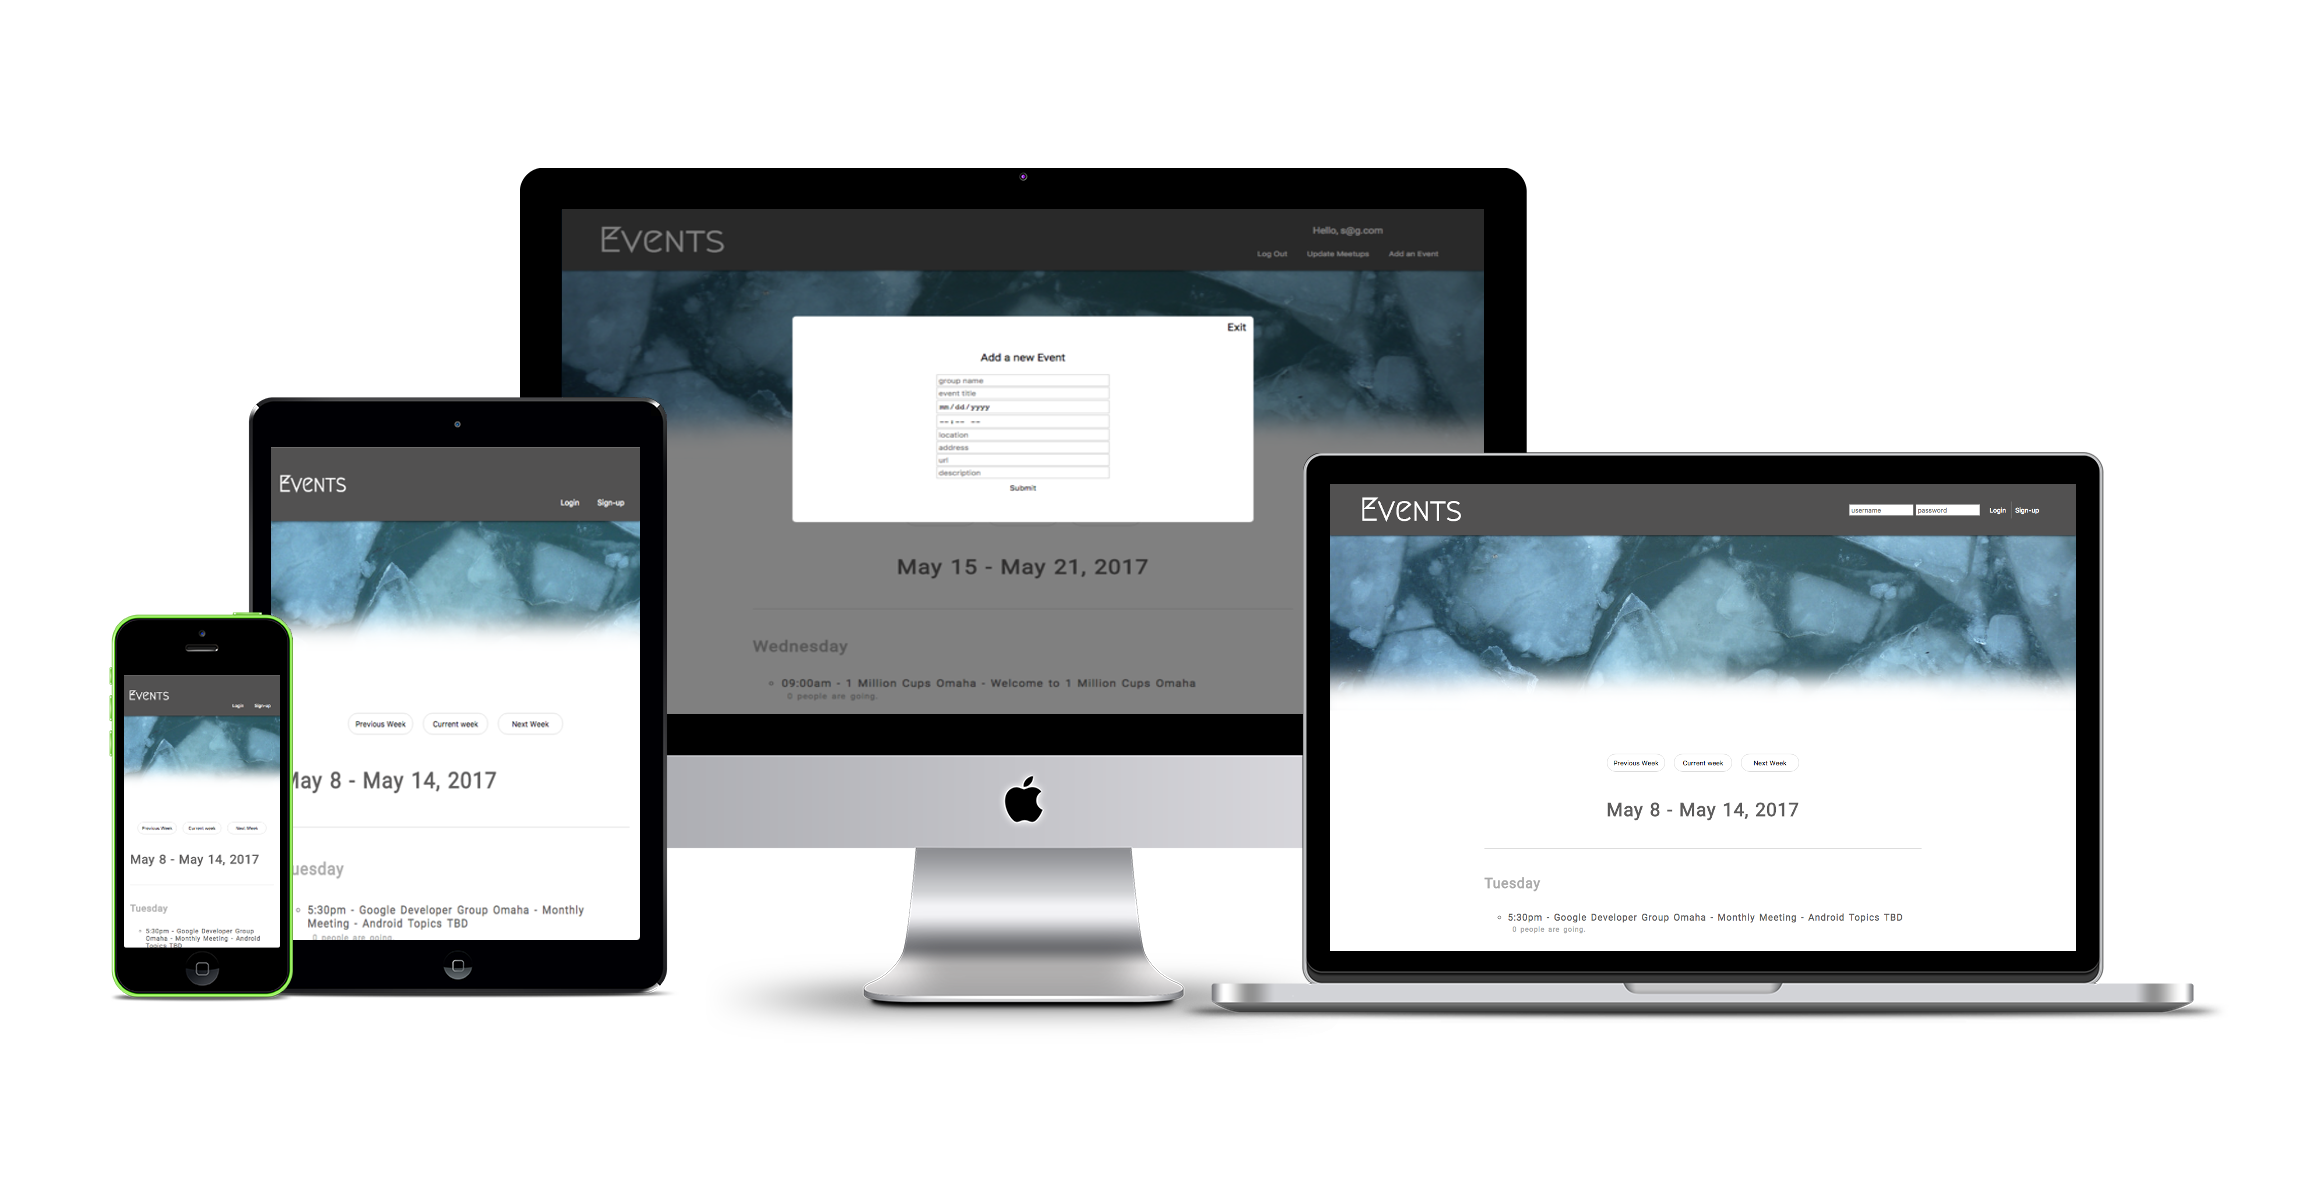 EVENTS
Hello, s@g.com
Log Out Update Meetups Add an Event
Exit
Add a new Event
group name
event title
mm/dd/yyyy
--:-- --
location
address
url
description
Submit
May 15 - May 21, 2017
Wednesday
09:00am - 1 Million Cups Omaha - Welcome to 1 Million Cups Omaha
0 people are going.
EVENTS
Login Sign-up
Previous Week Current week Next Week
May 8 - May 14, 2017
uesday
5:30pm - Google Developer Group Omaha - Monthly
Meeting - Android Topics TBD
0 people are going.
EVENTS
Login Sign-up
Previous Week Current week Next Week
May 8 - May 14, 2017
Tuesday
5:30pm - Google Developer Group
Omaha - Monthly Meeting - Android
Topics TBD
EVENTS
username password Login Sign-up
Previous Week Current week Next Week
May 8 - May 14, 2017
Tuesday
5:30pm - Google Developer Group Omaha - Monthly Meeting - Android Topics TBD
0 people are going.